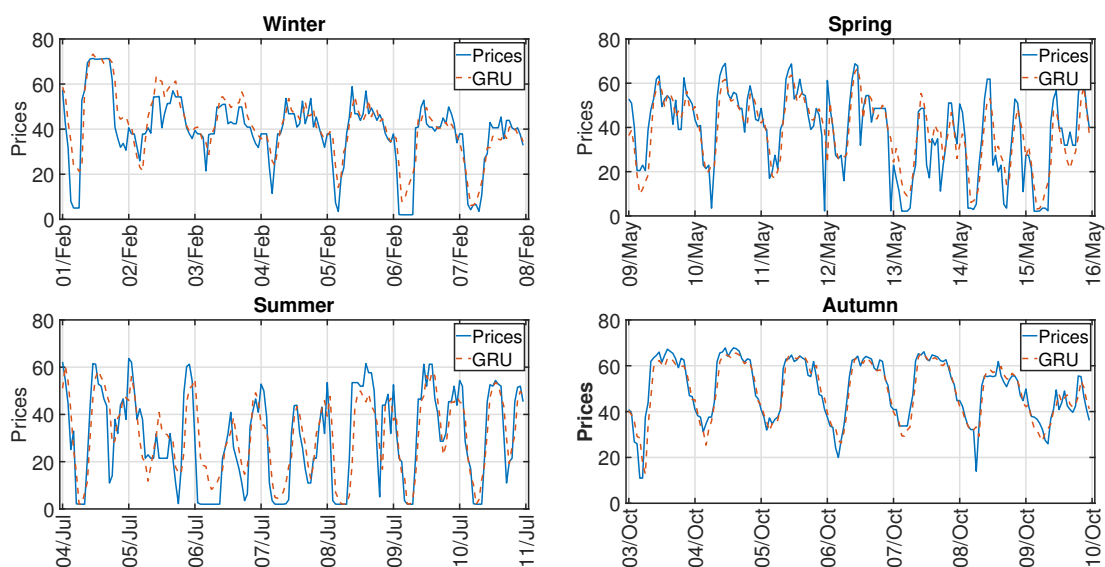 Winter
80
60
40
20
0
Prices
Prices
GRU
01/Feb
02/Feb
03/Feb
04/Feb
05/Feb
06/Feb
07/Feb
08/Feb
Spring
80
60
40
20
0
Prices
Prices
GRU
09/May
10/May
11/May
12/May
13/May
14/May
15/May
16/May
Summer
80
60
40
20
0
Prices
Prices
GRU
04/Jul
05/Jul
06/Jul
07/Jul
08/Jul
09/Jul
10/Jul
11/Jul
Autumn
80
60
40
20
0
Prices
Prices
GRU
03/Oct
04/Oct
05/Oct
06/Oct
07/Oct
08/Oct
09/Oct
10/Oct